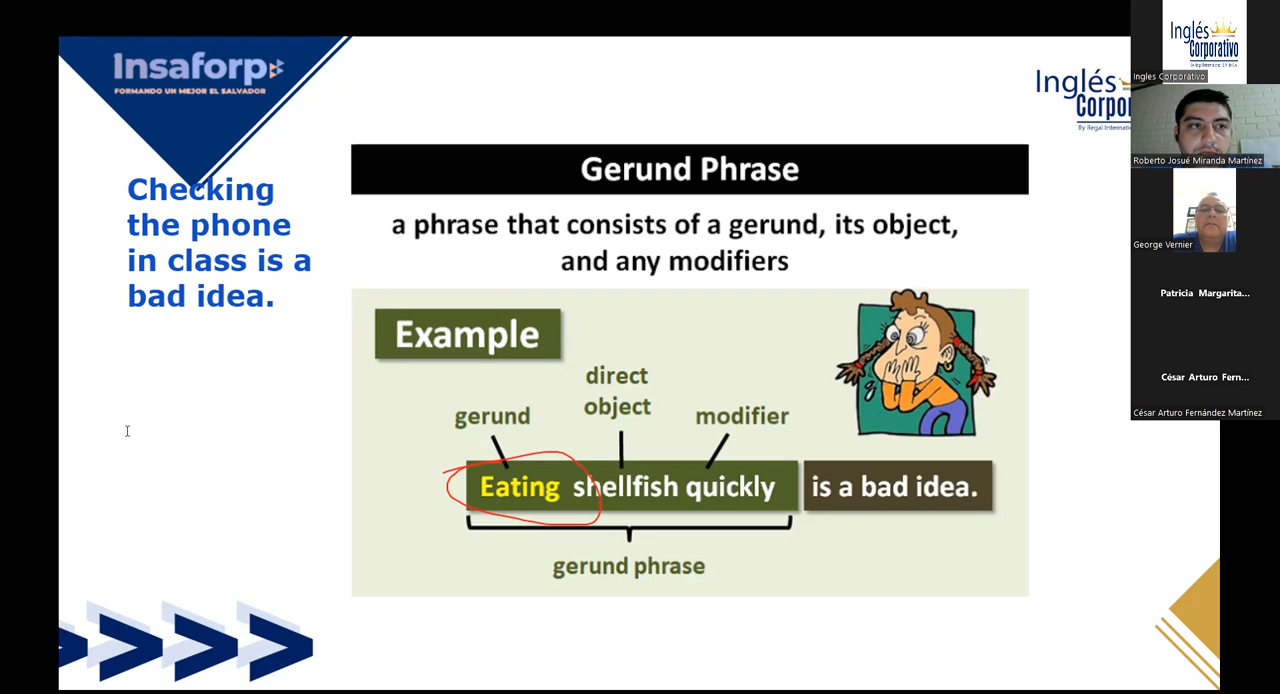 Insaforp
FORMANDO UN MEJOR EL SALVADOR
Checking
the phone
in class is a
bad idea.
Inglés
Corpor
By Regal Internati
Gerund Phrase
a phrase that consists of a gerund, its object,
and any modifiers
Example
gerund
direct
object
modifier
Eating shellfish quickly
is a bad idea.
gerund phrase
Inglés
Corporativo
Ingles Corporativo
Roberto Josué Miranda Martínez
George Vernier
Patricia Margarita...
César Arturo Fern...
César Arturo Fernández Martínez